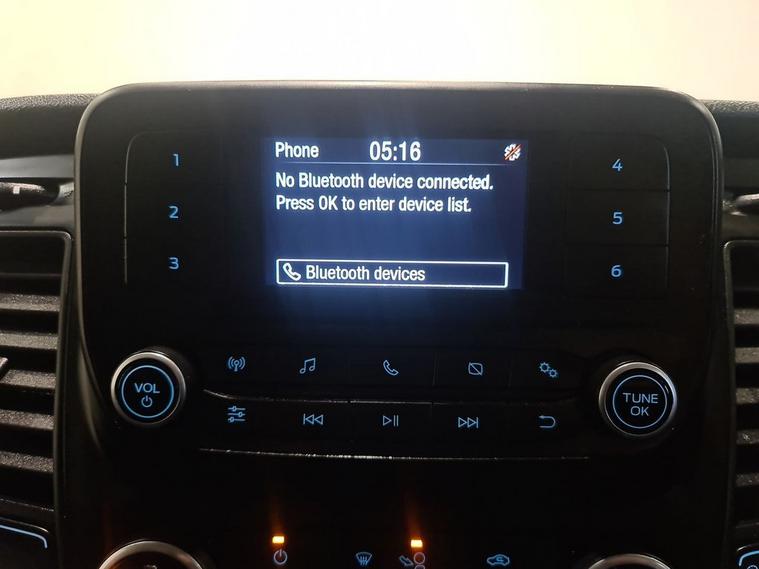 Phone 05:16
No Bluetooth device connected.
Press OK to enter device list.
Bluetooth devices
1
2
3
4
5
6
VOL
TUNE
OK